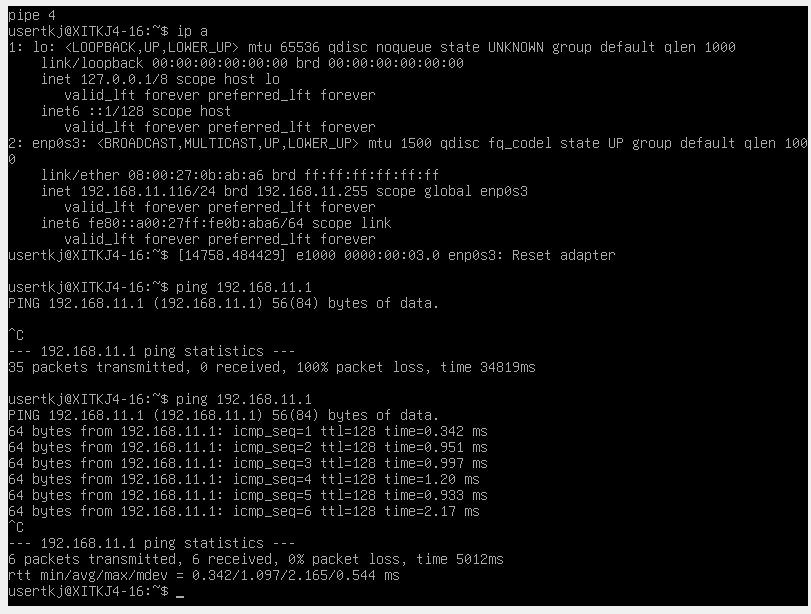 pipe 4
usertkj@XITKJ4-16:~$ ip a
1: lo: <LOOPBACK,UP,LOWER_UP> mtu 65536 qdisc noqueue state UNKNOWN group default qlen 1000
    link/loopback 00:00:00:00:00:00 brd 00:00:00:00:00:00
    inet 127.0.0.1/8 scope host lo
       valid_lft forever preferred_lft forever
    inet6 ::1/128 scope host
       valid_lft forever preferred_lft forever
2: enp0s3: <BROADCAST,MULTICAST,UP,LOWER_UP> mtu 1500 qdisc fq_codel state UP group default qlen 100
0
    link/ether 08:00:27:0b:ab:a6 brd ff:ff:ff:ff:ff:ff
    inet 192.168.11.116/24 brd 192.168.11.255 scope global enp0s3
       valid_lft forever preferred_lft forever
    inet6 fe80::a00:27ff:fe0b:aba6/64 scope link
       valid_lft forever preferred_lft forever
usertkj@XITKJ4-16:~$ [14758.484429] e1000 0000:00:03.0 enp0s3: Reset adapter

usertkj@XITKJ4-16:~$ ping 192.168.11.1
PING 192.168.11.1 (192.168.11.1) 56(84) bytes of data.

^C
--- 192.168.11.1 ping statistics ---
35 packets transmitted, 0 received, 100% packet loss, time 34819ms

usertkj@XITKJ4-16:~$ ping 192.168.11.1
PING 192.168.11.1 (192.168.11.1) 56(84) bytes of data.
64 bytes from 192.168.11.1: icmp_seq=1 ttl=128 time=0.342 ms
64 bytes from 192.168.11.1: icmp_seq=2 ttl=128 time=0.951 ms
64 bytes from 192.168.11.1: icmp_seq=3 ttl=128 time=0.997 ms
64 bytes from 192.168.11.1: icmp_seq=4 ttl=128 time=1.20 ms
64 bytes from 192.168.11.1: icmp_seq=5 ttl=128 time=0.933 ms
64 bytes from 192.168.11.1: icmp_seq=6 ttl=128 time=2.17 ms
^C
--- 192.168.11.1 ping statistics ---
6 packets transmitted, 6 received, 0% packet loss, time 5012ms
rtt min/avg/max/mdev = 0.342/1.097/2.165/0.544 ms
usertkj@XITKJ4-16:~$ _